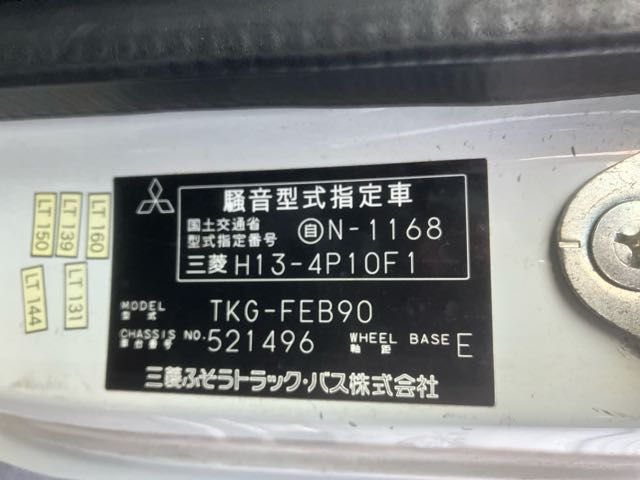 騒音型式指定車
国土交通省
型式指定番号 自 N-1168
三菱 H13-4P10F1
MODEL
型式 TKG-FEB90
CHASSIS NO.
車台番号 521496
WHEEL BASE
軸距 E
三菱ふそうトラック・バス株式会社
LT 150
LT 139
LT 160
LT 144
LT 131